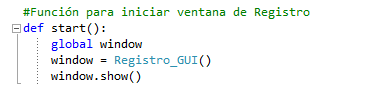 #Función para iniciar ventana de Registro
def start():
    global window
    window = Registro_GUI()
    window.show()